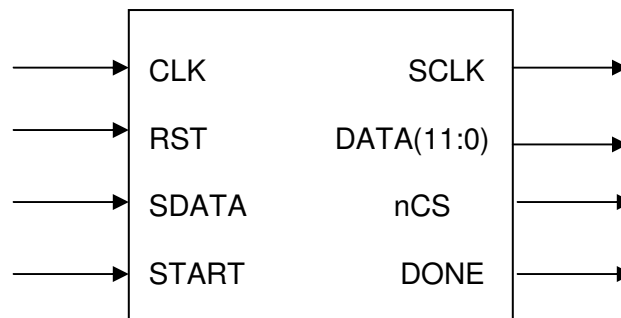 CLK SCLK
RST DATA(11:0)
SDATA nCS
START DONE